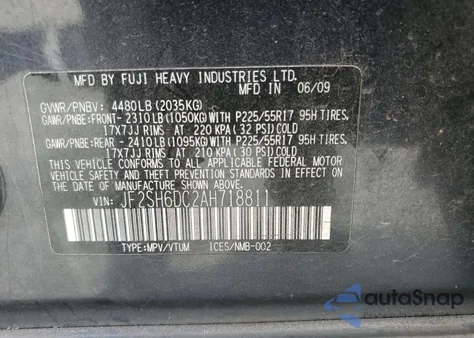 MFD BY FUJI HEAVY INDUSTRIES LTD.
MFD IN 06/09
GVWR/PNBV: 4480LB(2035KG)
GAWR/PNBE:FRONT-2310LB(1050KG)WITH P225/55R17 95H TIRES,
17X7JJ RIMS AT 220KPA(32 PSI)COLD
GAWR/PNBE:REAR -2410LB(1095KG)WITH P225/55R17 95H TIRES,
17X7JJ RIMS AT 210KPA(30 PSI)COLD
THIS VEHICLE CONFORMS TO ALL APPLICABLE
FEDERAL MOTOR VEHICLE SAFETY, BUMPER, AND
THEFT PREVENTION STANDARDS IN EFFECT ON THE
DATE OF MANUFACTURE SHOWN ABOVE.
VIN: JF2SH6DC2AH718811
TYPE:MPV/VTUM ICES/NMB-002
autoSnap